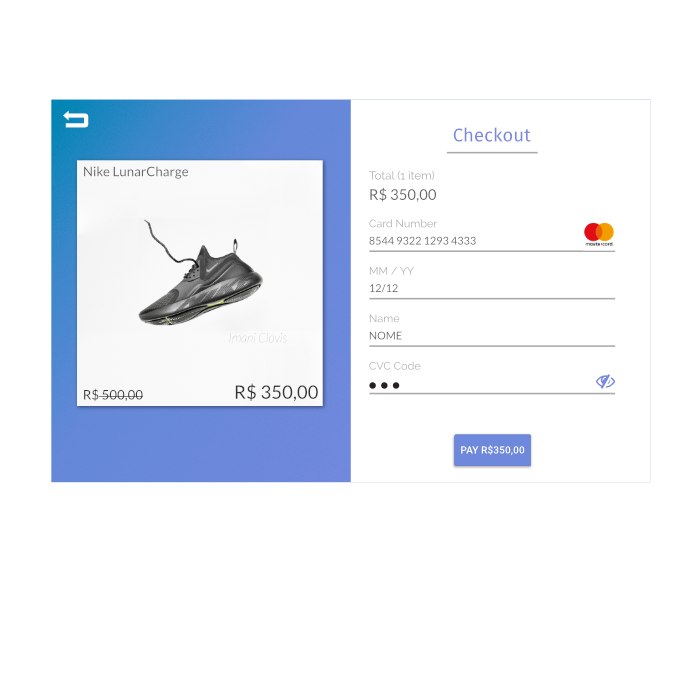 Nike LunarCharge
Imani Clovis
R$ 500,00
R$ 350,00
Checkout
Total (1 item)
R$ 350,00
Card Number
8544 9322 1293 4333
mastercard
MM / YY
12/12
Name
NOME
CVC Code
PAY R$350,00